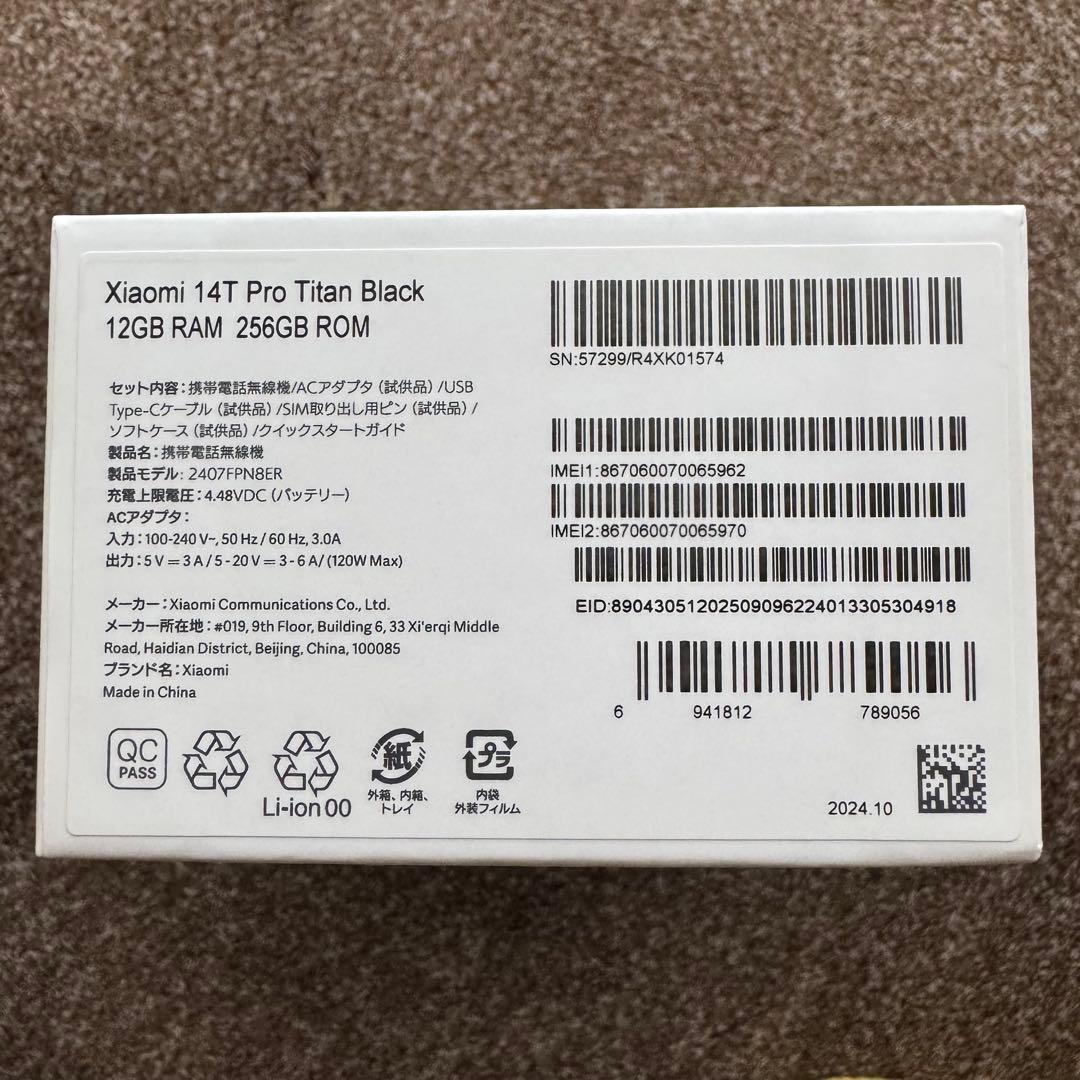 Xiaomi 14T Pro Titan Black
12GB RAM 256GB ROM
セット内容：携帯電話無線機/ACアダプタ（試供品）/USB
Type-Cケーブル（試供品）/SIM取り出し用ピン（試供品）/
ソフトケース（試供品）/クイックスタートガイド
製品名：携帯電話無線機
製品モデル: 2407FPN8ER
充電上限電圧：4.48VDC（バッテリー）
ACアダプタ：
入力：100-240 V~, 50 Hz / 60 Hz, 3.0A
出力：5 V ⎓ 3 A / 5 - 20 V ⎓ 3 - 6 A/ (120W Max)
メーカー：Xiaomi Communications Co., Ltd.
メーカー所在地：#019, 9th Floor, Building 6, 33 Xi'erqi Middle
Road, Haidian District, Beijing, China, 100085
ブランド名：Xiaomi
Made in China
QC
PASS
Li-ion 00
紙
外箱、内箱、
トレイ
プラ
内袋
外装フィルム
SN:57299/R4XK01574
IMEI1:867060070065962
IMEI2:867060070065970
EID:89043051202509096224013305304918
6 941812 789056
2024.10